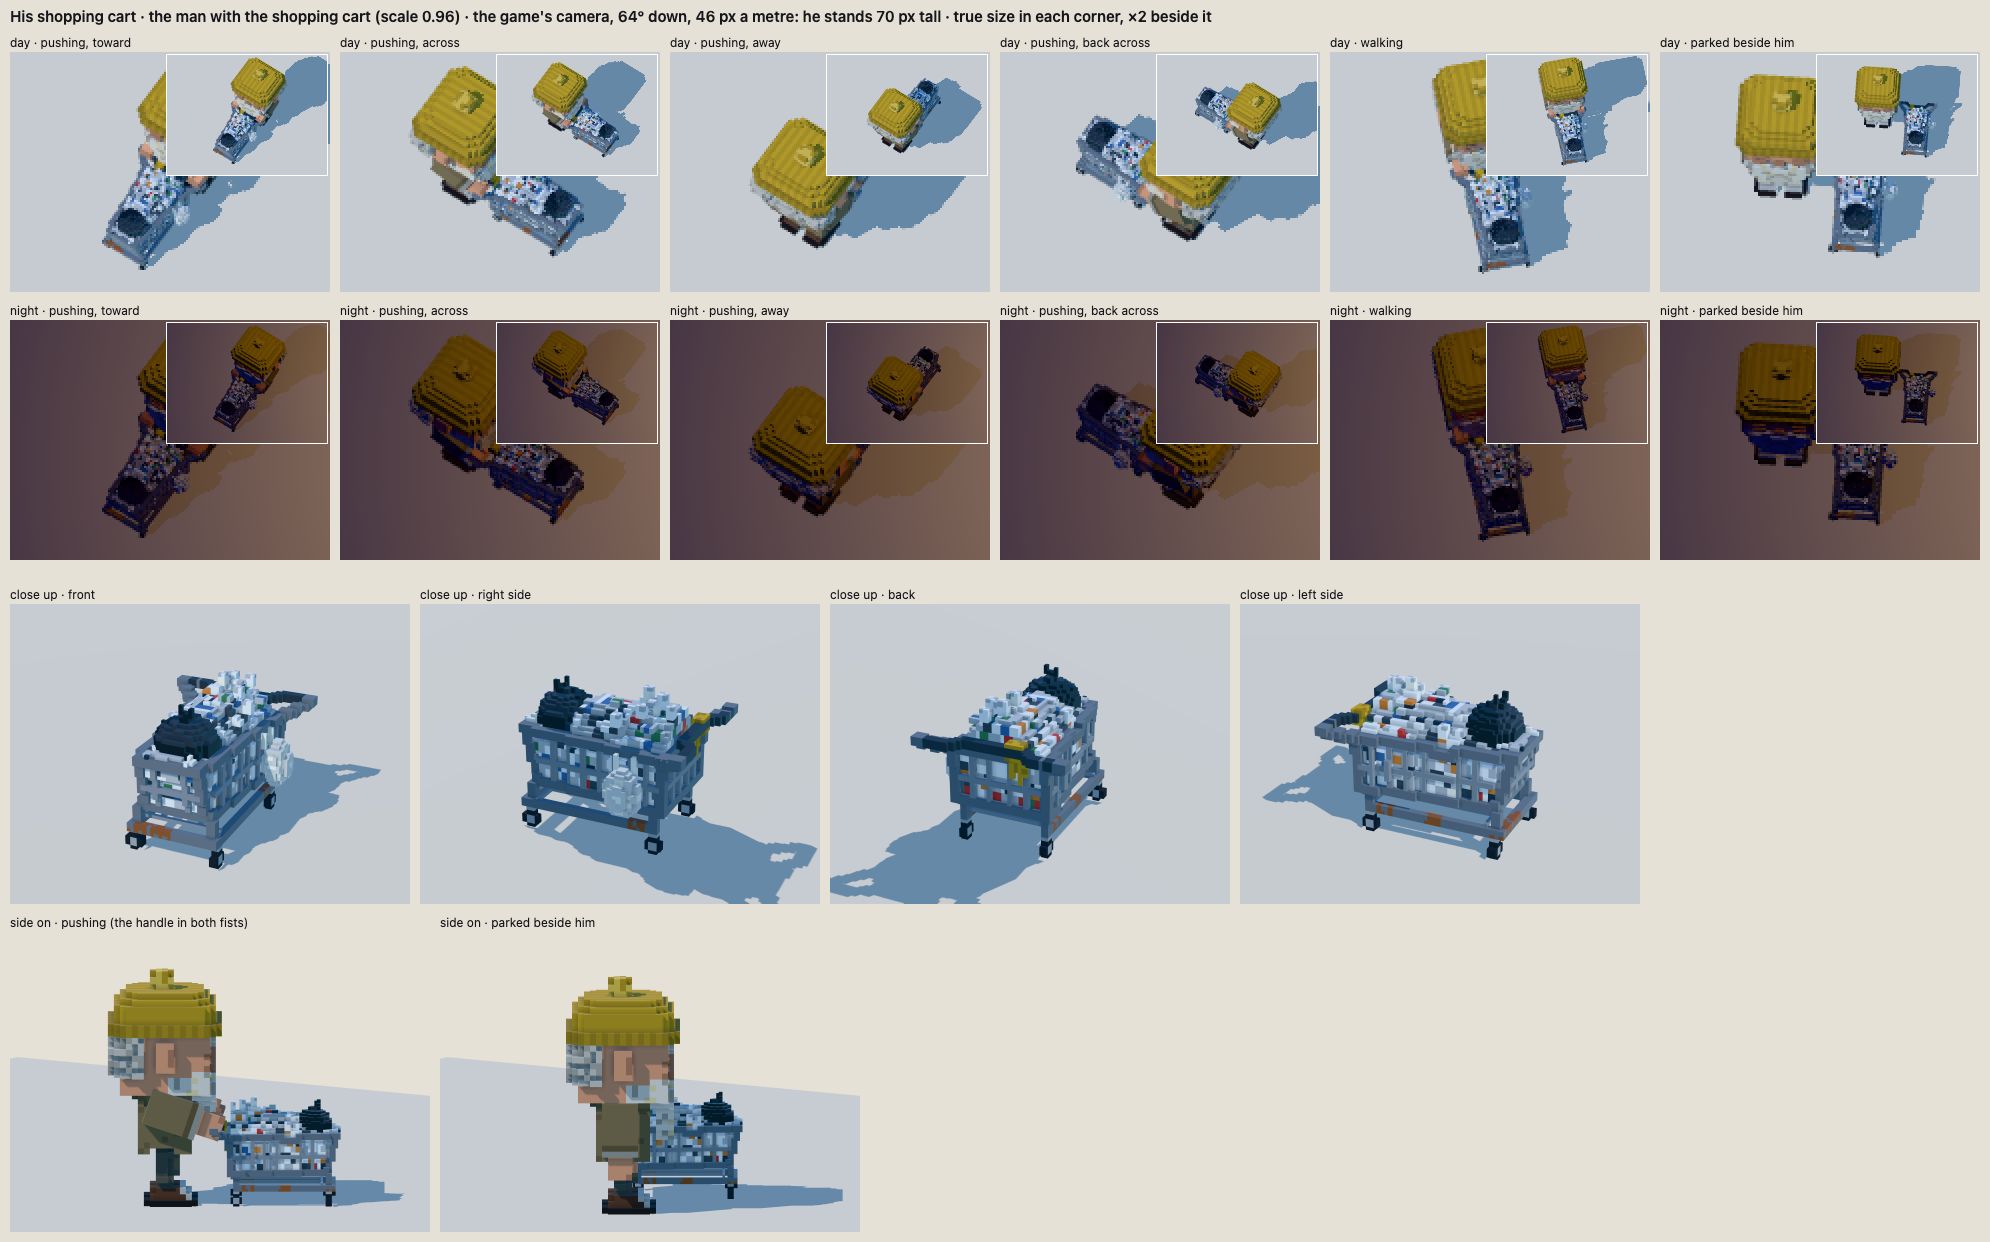 His shopping cart · the man with the shopping cart (scale 0.96) · the game's camera, 64° down, 46 px a metre: he stands 70 px tall · true size in each corner, ×2 beside it
day · pushing, toward
day · pushing, across
day · pushing, away
day · pushing, back across
day · walking
day · parked beside him
night · pushing, toward
night · pushing, across
night · pushing, away
night · pushing, back across
night · walking
night · parked beside him
close up · front
close up · right side
close up · back
close up · left side
side on · pushing (the handle in both fists)
side on · parked beside him